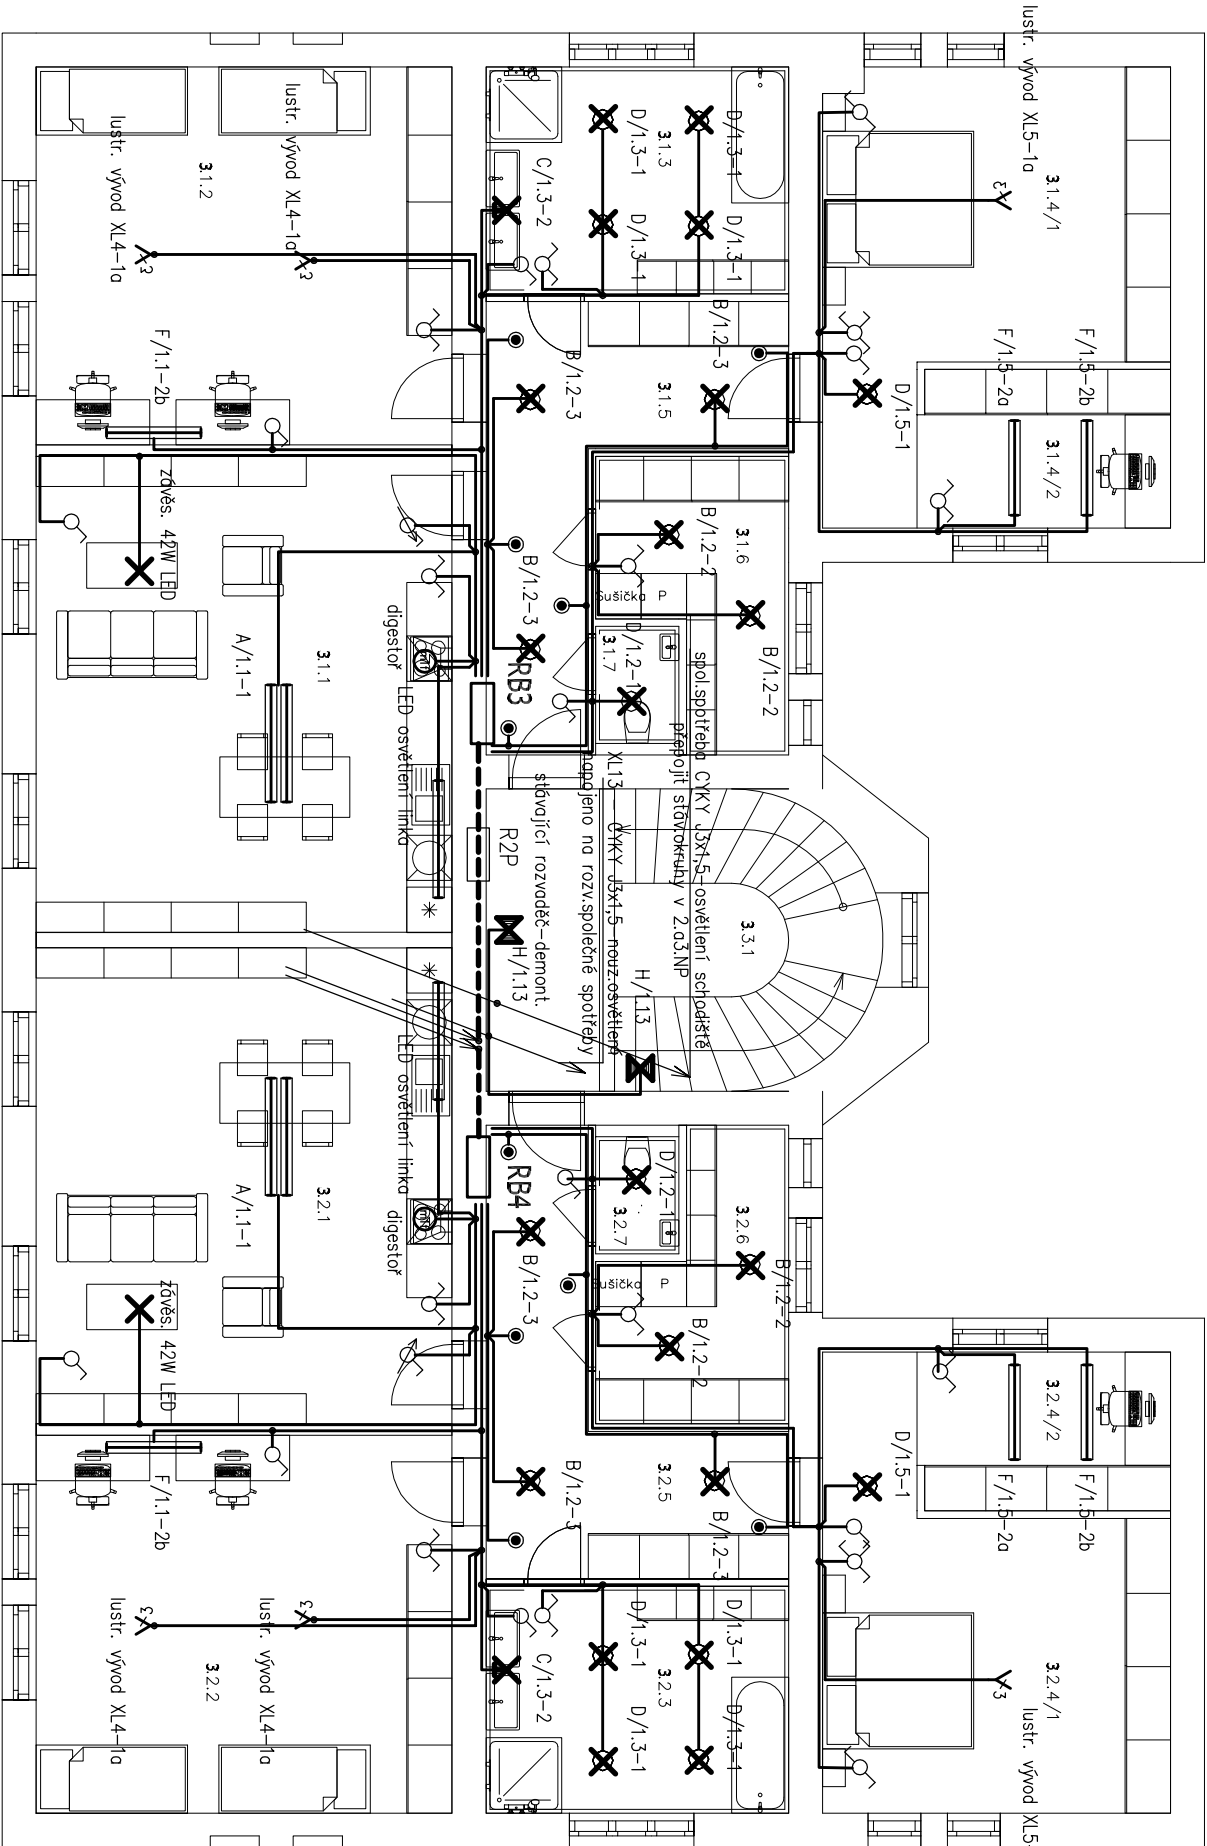 lustr. vývod XL5-1a
3.1.4/1
F/1.5-2b
F/1.5-2a
3.1.4/2
D/1.5-1
D/1.3-1
D/1.3-1
3.1.3
D/1.3-1
D/1.3-1
C/1.3-2
B/1.2-3
B/1.2-3
3.1.5
lustr. vývod XL4-1a
lustr. vývod XL4-1a
3.1.2
F/1.1-2b
závěs. 42W LED
3.1.6
B/1.2-2
B/1.2-2
Sušička P
D/1.2-1
3.1.7
B/1.2-3
RB3
digestoř
3.1.1
A/1.1-1
LED osvětlení linka
R2P
stávající rozvaděč-demont.
spol.spotřeba CYKY J3x1,5-osvětlení schodiště
přepojit stáv.okruhy v 2.a3.NP
XL13 - CYKY J3x1,5-nouz.osvětlení
napojeno na rozv.společné spotřeby
3.3.1
H/1.13
H/1.13
LED osvětlení linka
digestoř
3.2.1
A/1.1-1
RB4
B/1.2-3
D/1.2-1
3.2.7
3.2.6
B/1.2-2
B/1.2-2
Sušička P
závěs. 42W LED
F/1.1-2b
B/1.2-3
3.2.5
B/1.2-3
D/1.5-1
3.2.4/2
F/1.5-2b
F/1.5-2a
D/1.3-1
D/1.3-1
3.2.3
D/1.3-1
D/1.3-1
C/1.3-2
lustr. vývod XL4-1a
lustr. vývod XL4-1a
3.2.2
3.2.4/1
lustr. vývod XL5-